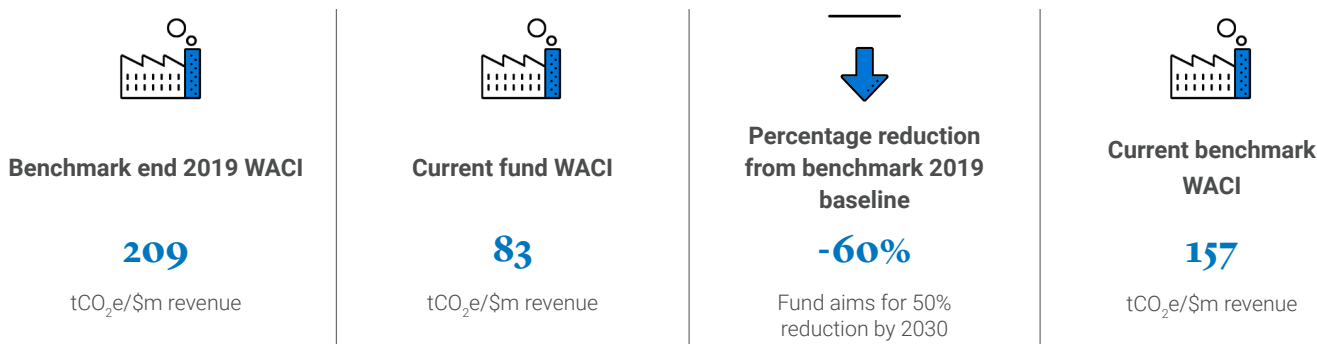 Benchmark end 2019 WACI
209
tCO₂e/$m revenue
Current fund WACI
83
tCO₂e/$m revenue
Percentage reduction
from benchmark 2019
baseline
-60%
Fund aims for 50%
reduction by 2030
Current benchmark
WACI
157
tCO₂e/$m revenue